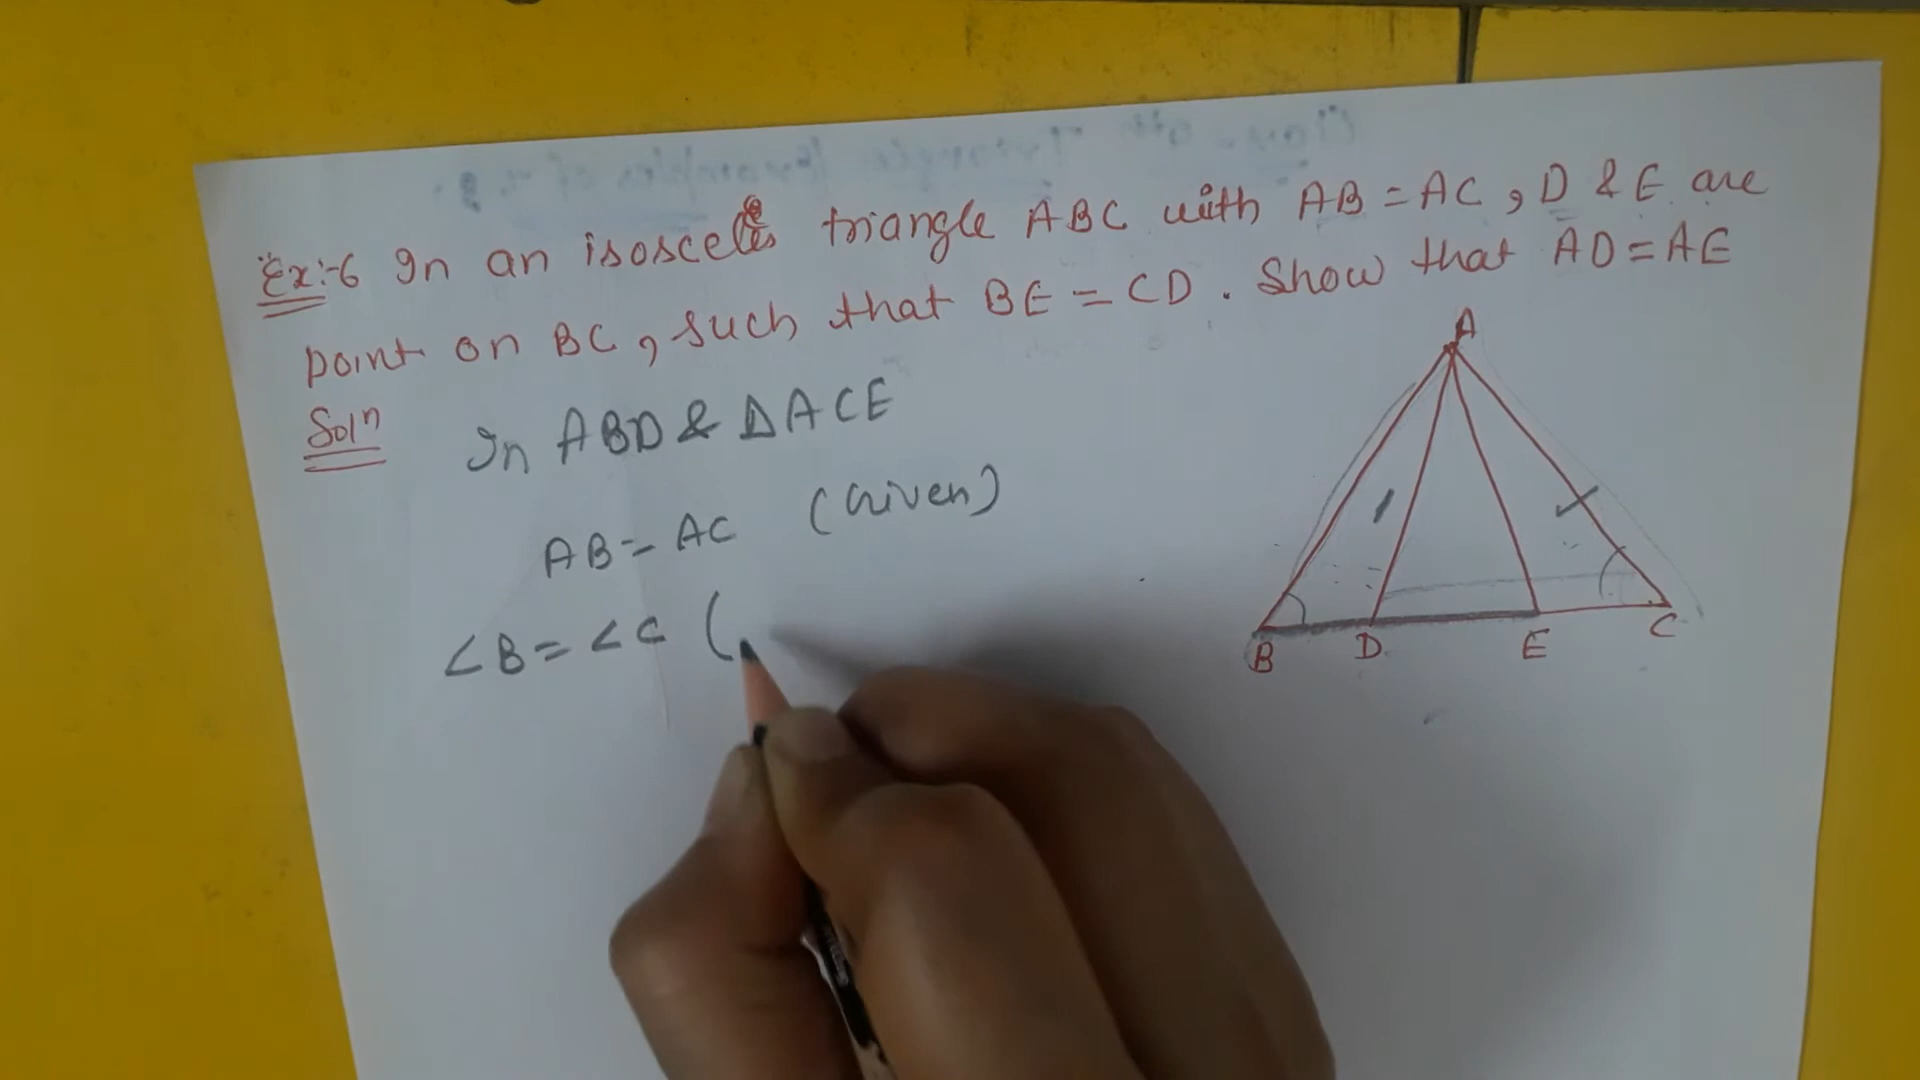 Ex:-6 In an isosceles triangle ABC with AB = AC, D & E are
point on BC, such that BE = CD. Show that AD = AE
Soln In ABD & ΔACE
AB = AC (Given)
∠B = ∠C (
A
B D E C